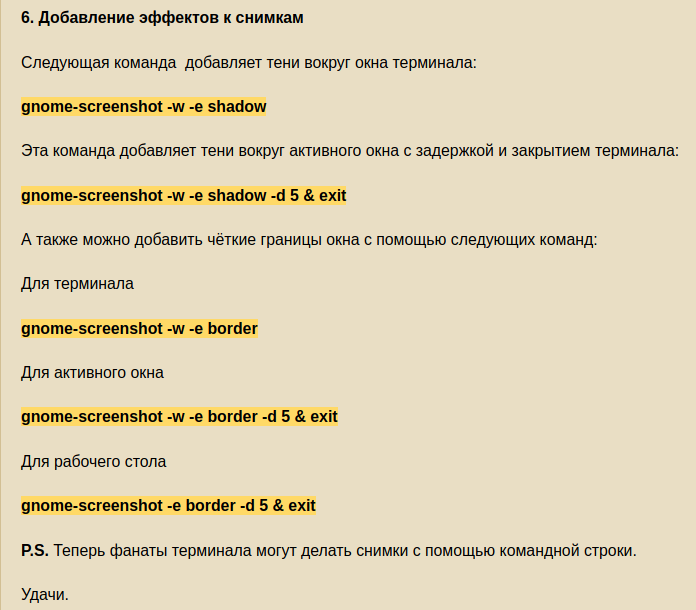 6. Добавление эффектов к снимкам
Следующая команда  добавляет тени вокруг окна терминала:
gnome-screenshot -w -e shadow
Эта команда добавляет тени вокруг активного окна с задержкой и закрытием терминала:
gnome-screenshot -w -e shadow -d 5 & exit
А также можно добавить чёткие границы окна с помощью следующих команд:
Для терминала
gnome-screenshot -w -e border
Для активного окна
gnome-screenshot -w -e border -d 5 & exit
Для рабочего стола
gnome-screenshot -e border -d 5 & exit
P.S. Теперь фанаты терминала могут делать снимки с помощью командной строки.
Удачи.